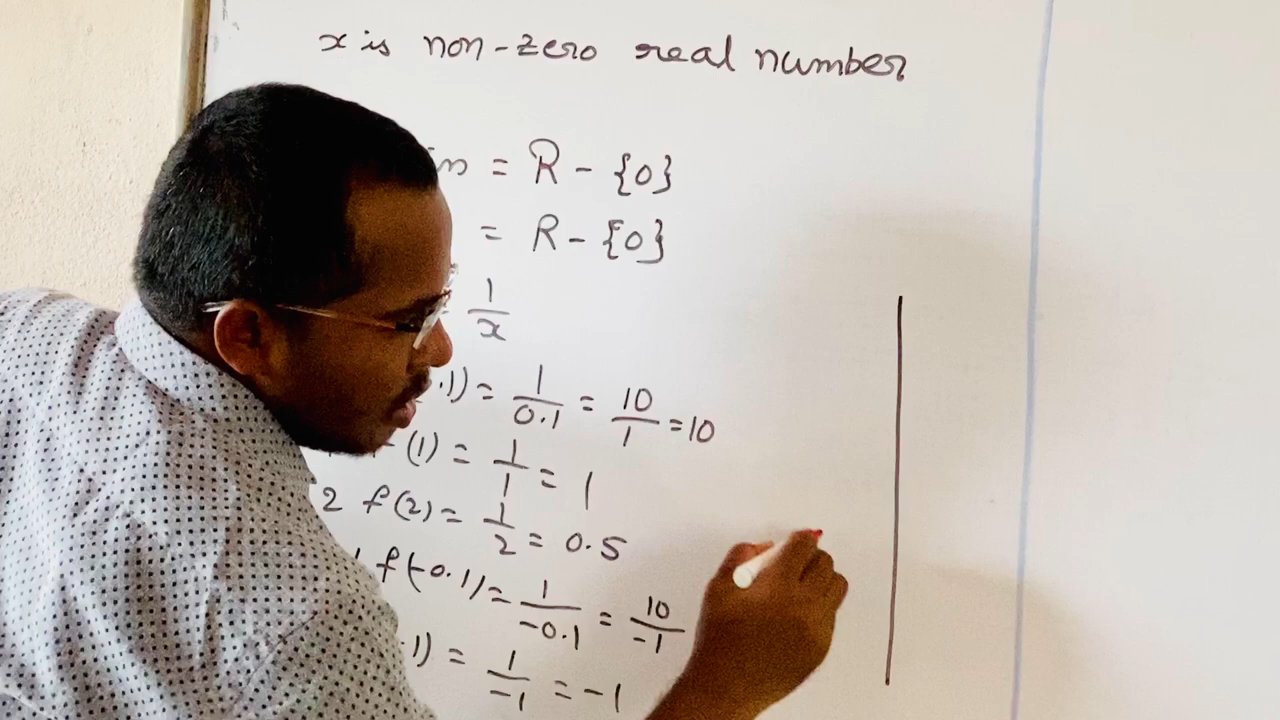 x is non-zero real number
= R - {0}
= R - {0}
1/x
.1) = 1/0.1 = 10/1 = 10
(1) = 1/1 = 1
2 f(2) = 1/2 = 0.5
f(-0.1) = 1/-0.1 = 10/-1
.1) = 1/-1 = -1